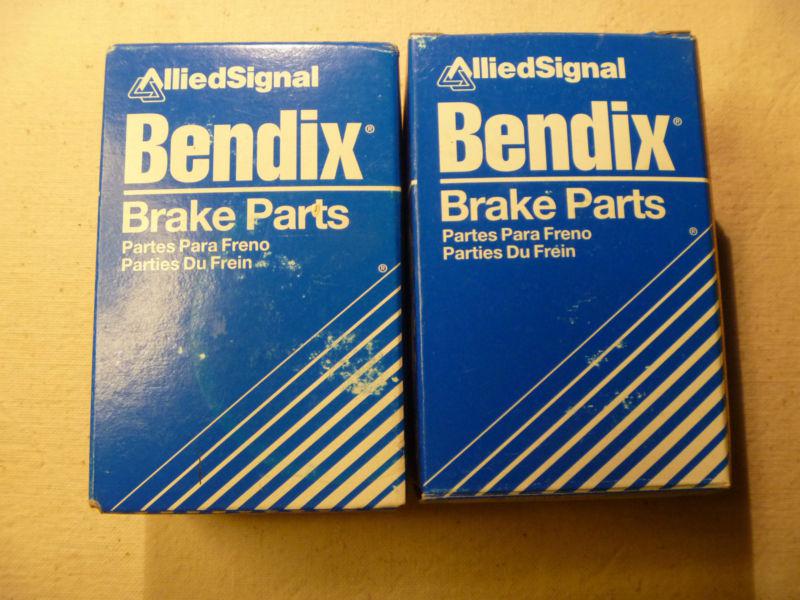 AlliedSignal
Bendix®
Brake Parts
Partes Para Freno
Parties Du Frein
®
AlliedSignal
Bendix®
Brake Parts
Partes Para Freno
Parties Du Frein
®